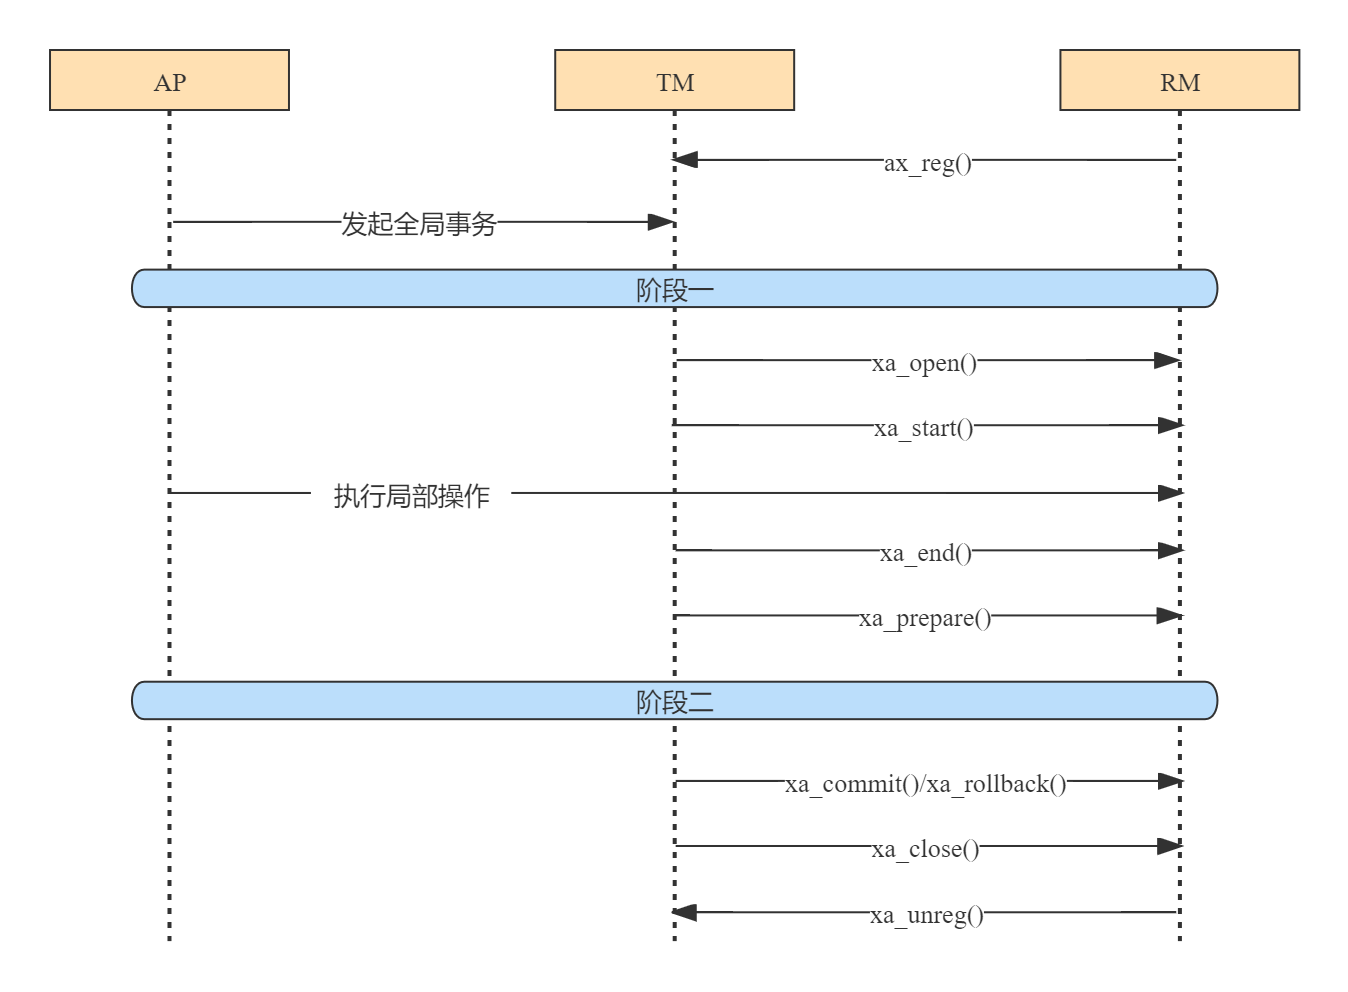 AP
TM
RM
ax_reg()
发起全局事务
阶段一
xa_open()
xa_start()
执行局部操作
xa_end()
xa_prepare()
阶段二
xa_commit()/xa_rollback()
xa_close()
xa_unreg()